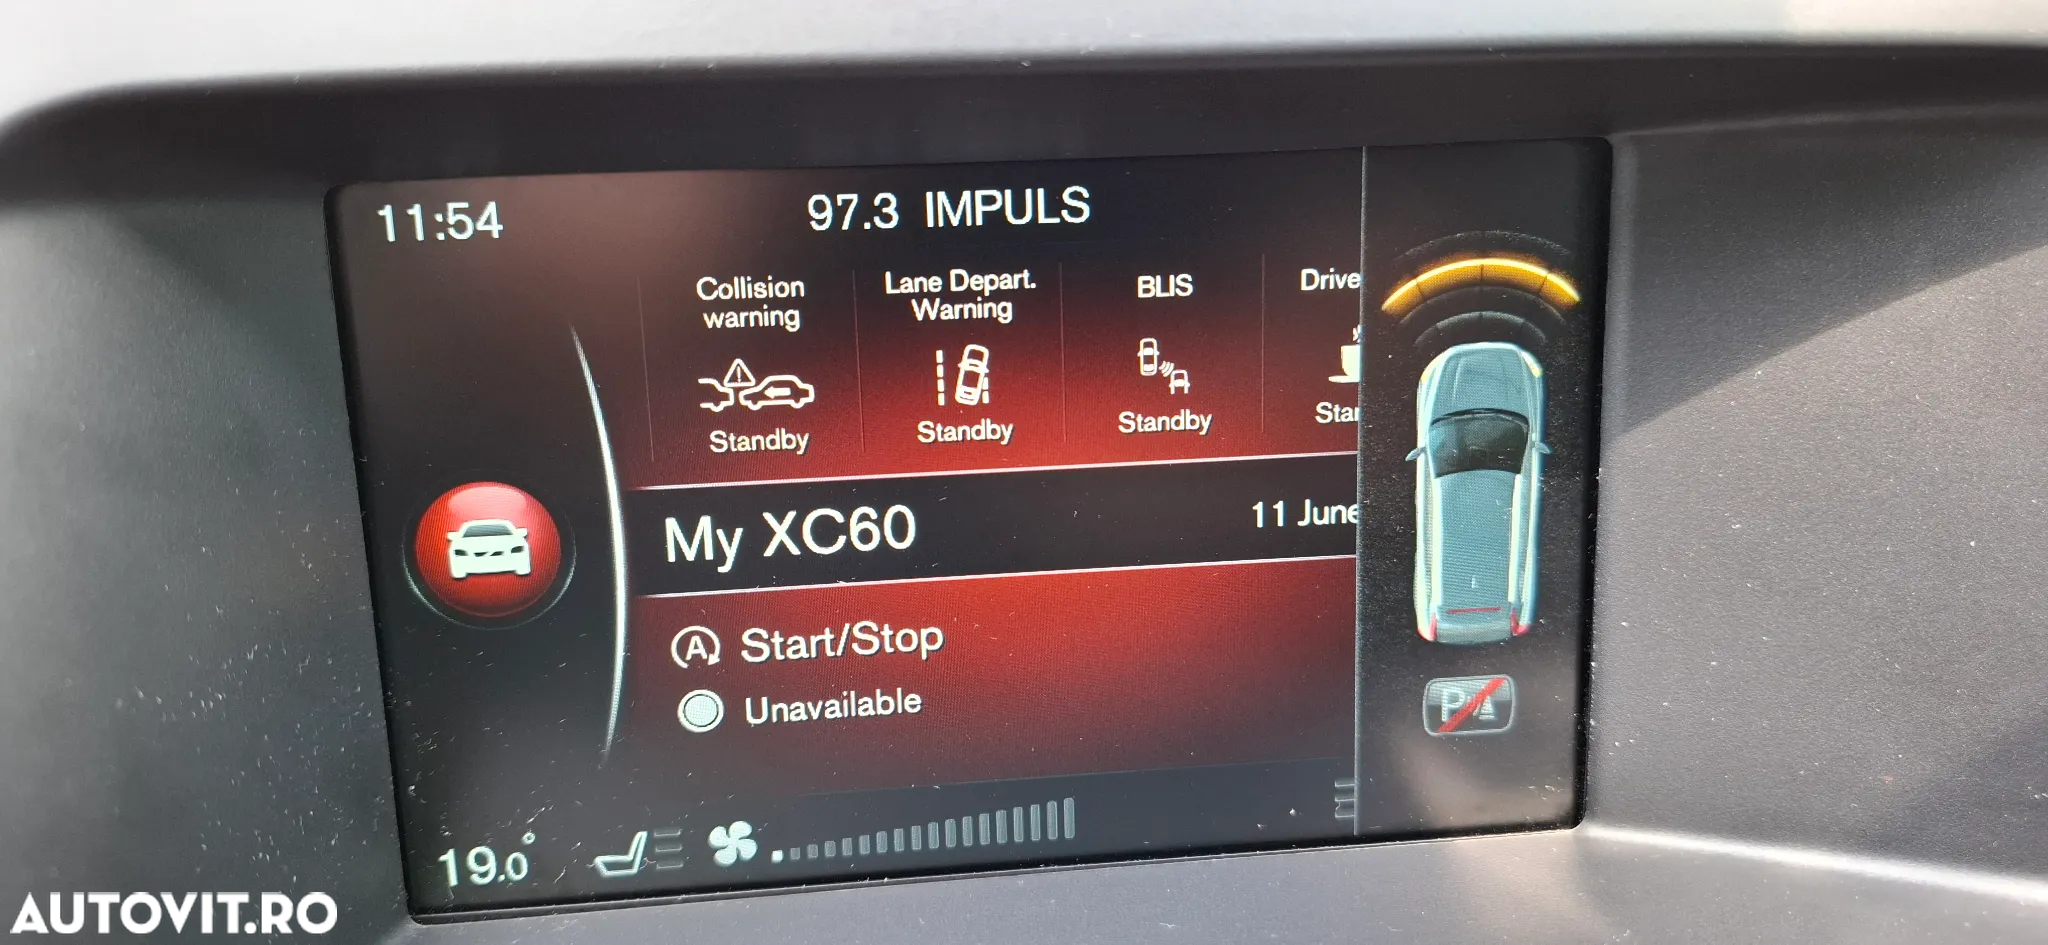 11:54
97.3 IMPULS
Collision
warning
Standby
Lane Depart.
Warning
Standby
BLIS
Standby
Drive
Star
My XC60
11 June
A Start/Stop
Unavailable
P
19.0°
AUTOVIT.RO